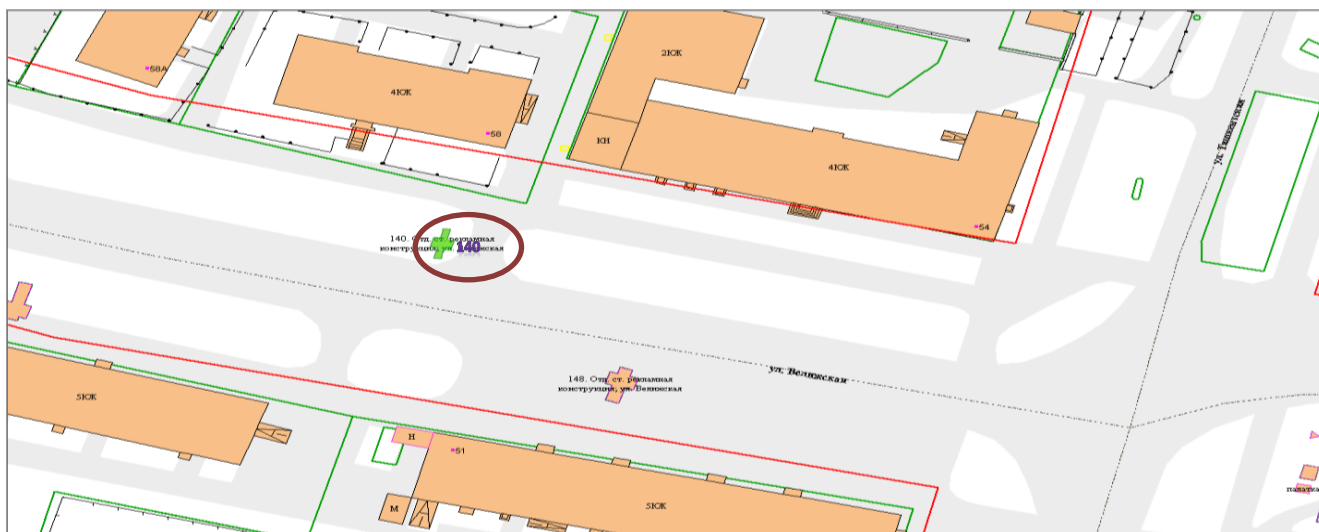 58А
4КЖ
58
2КЖ
КН
4КЖ
54
ул. Ташкентская
140. Отд. ст. рекламная
конструкция, ул. Велижская
140
148. Отд. ст. рекламная
конструкция, ул. Велижская
ул. Велижская
5КЖ
Н
51
М
5КЖ
палатка